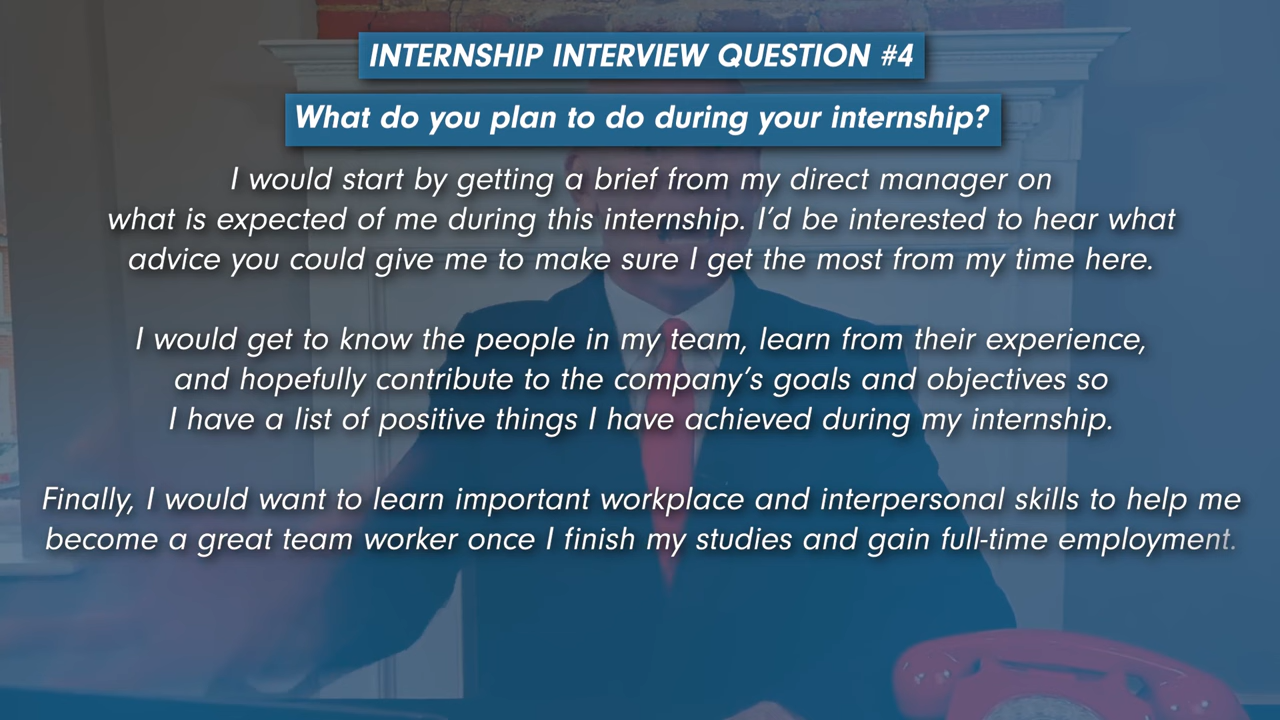 INTERNSHIP INTERVIEW QUESTION #4
What do you plan to do during your internship?
I would start by getting a brief from my direct manager on
what is expected of me during this internship. I’d be interested to hear what
advice you could give me to make sure I get the most from my time here.
I would get to know the people in my team, learn from their experience,
and hopefully contribute to the company’s goals and objectives so
I have a list of positive things I have achieved during my internship.
Finally, I would want to learn important workplace and interpersonal skills to help me
become a great team worker once I finish my studies and gain full-time employment.